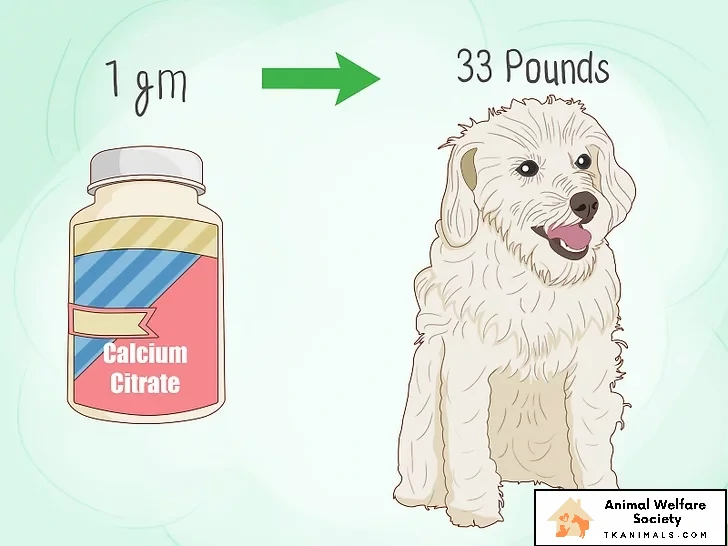 1 gm
33 Pounds
Calcium
Citrate
Animal Welfare
Society
TKANIMALS.COM